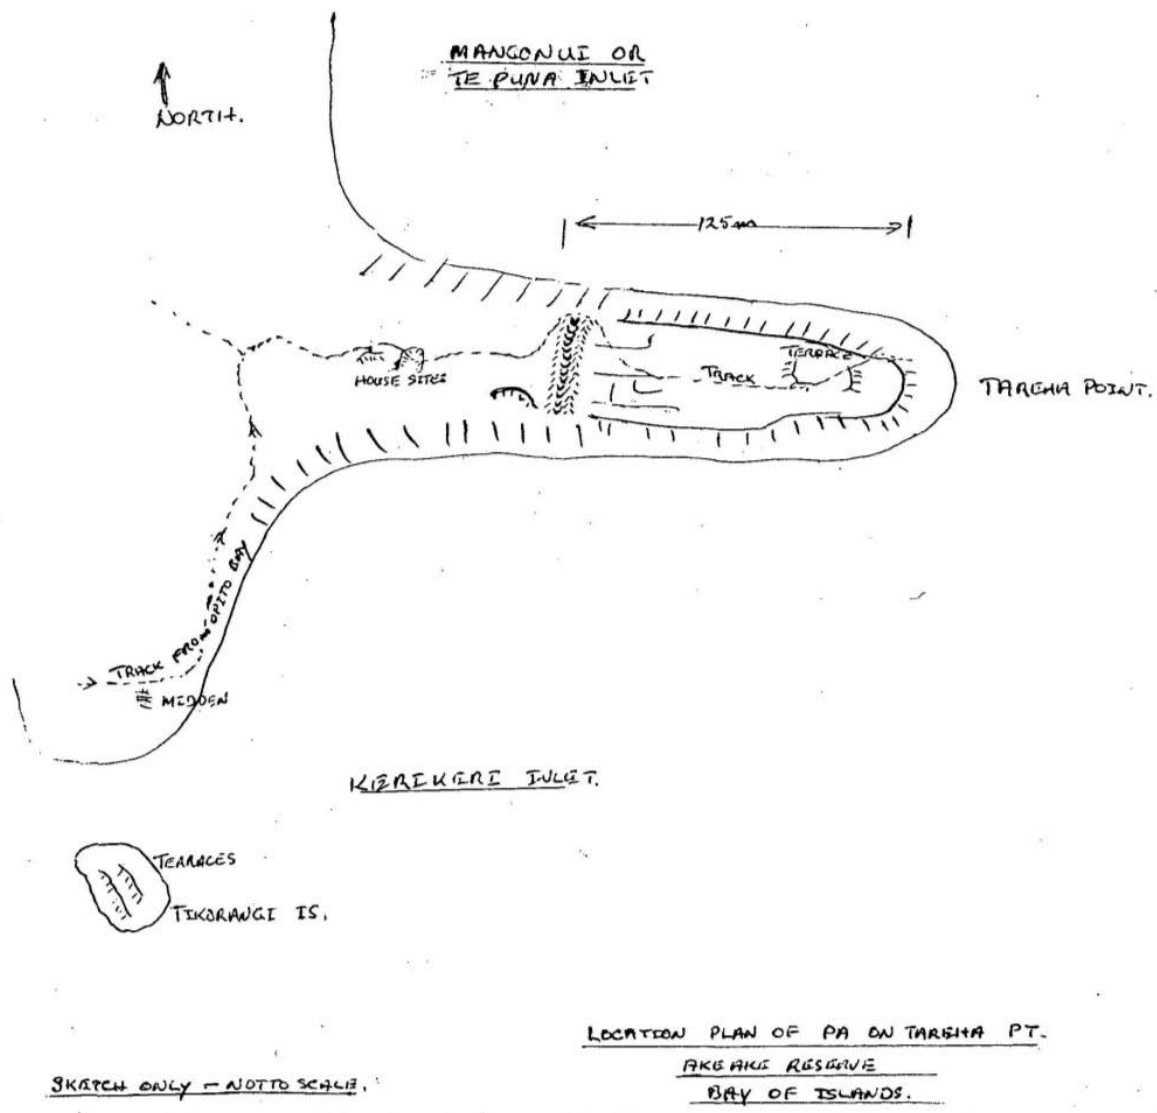 MANGONUI OR
TE PUNA INLET
NORTH.
125m
TERRACE
TRACK
HOUSE SITES
TAREHA POINT.
TRACK FROM OPITO BAY
MIDDEN
KERIKERI INLET.
TERRACES
TIKORANGI IS.
LOCATION PLAN OF PA ON TAREHA PT.
AKEAKE RESERVE
BAY OF ISLANDS.
SKETCH ONLY - NOT TO SCALE.